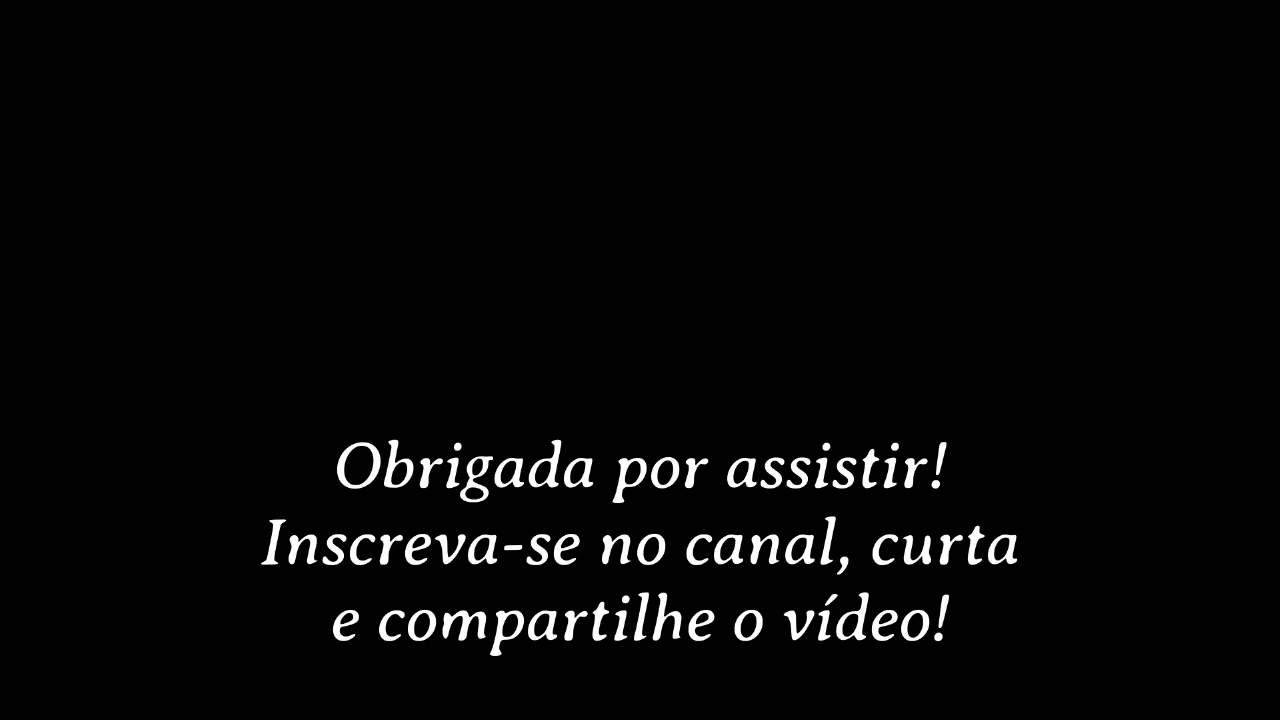 Obrigada por assistir!
Inscreva-se no canal, curta
e compartilhe o vídeo!